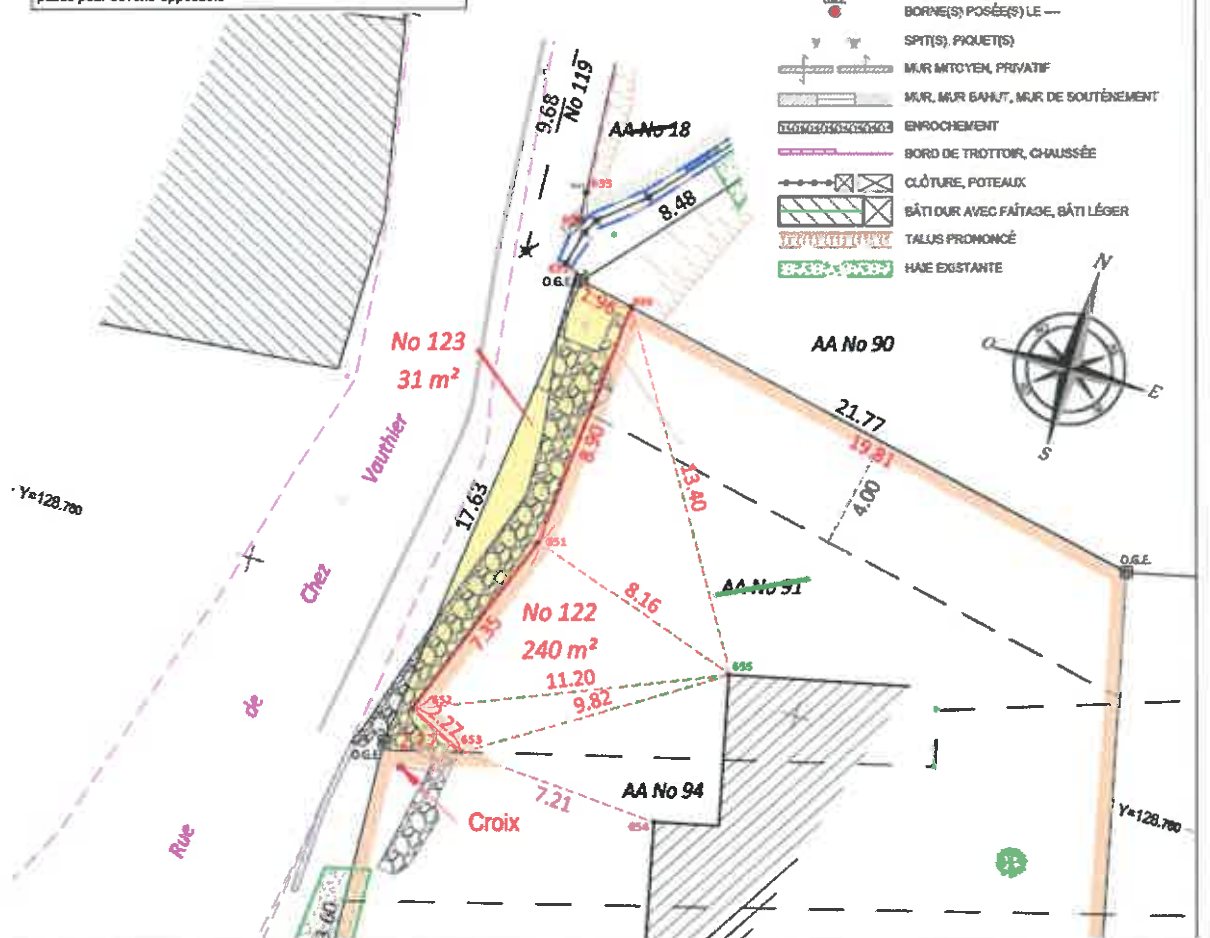 BORNE(S) POSÉE(S) LE —
SPIT(S), PIQUET(S)
MUR MITOYEN, PRIVATIF
MUR, MUR BAHUT, MUR DE SOUTÈNEMENT
ENROCHEMENT
BORD DE TROTTOIR, CHAUSSÉE
CLÔTURE, POTEAUX
BÂTI DUR AVEC FAÎTAGE, BÂTI LÉGER
TALUS PRONONCÉ
HAIE EXISTANTE
9.68
No 119
AA No 18
8.48
O.G.E.
2.96
No 123
31 m²
AA No 90
N
O
E
S
21.77
19.81
4.00
8.90
13.40
17.63
Y=128.760
Rue
de
Chez
Vauthier
651
8.16
AA No 91
O.G.E.
No 122
240 m²
7.35
11.20
9.82
655
652
653
O.G.E.
7.21
AA No 94
654
Croix
Y=128.760
60